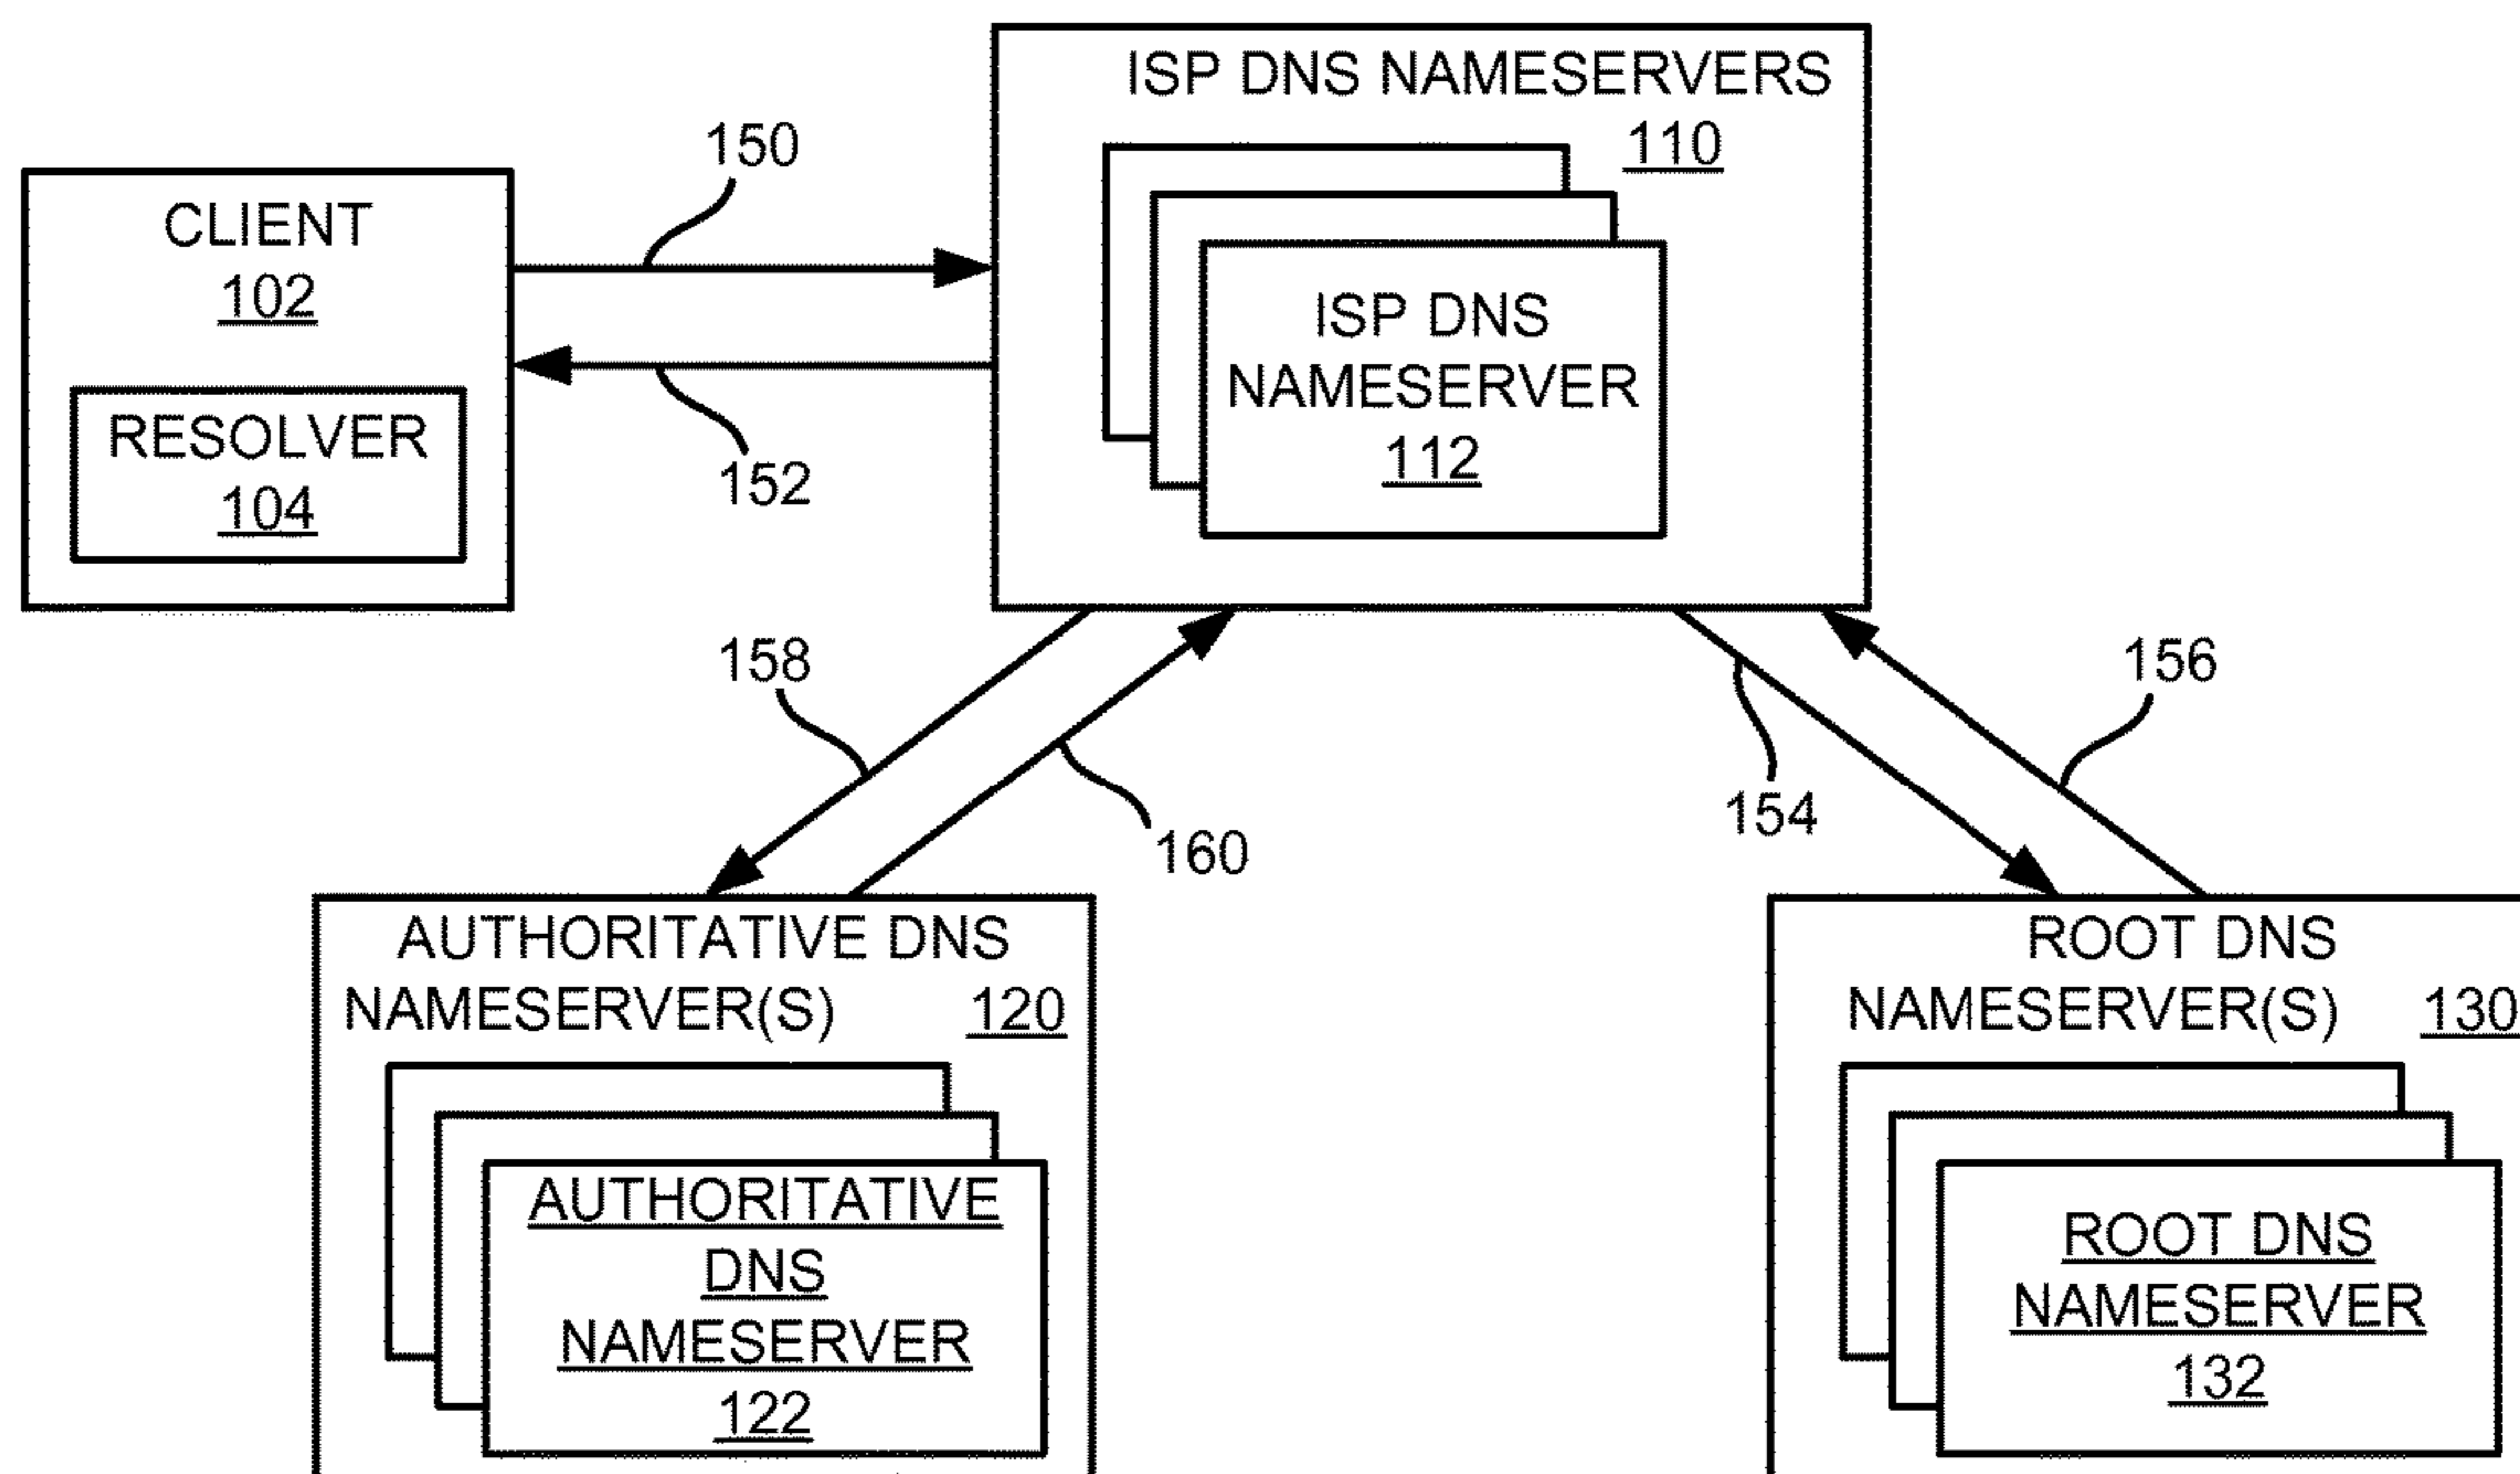 ISP DNS NAMESERVERS
110
150
CLIENT
102
ISP DNS
NAMESERVER
112
RESOLVER
104
152
158
156
154
160
AUTHORITATIVE DNS
NAMESERVER(S) 120
ROOT DNS
NAMESERVER(S) 130
AUTHORITATIVE
DNS
NAMESERVER
122
ROOT DNS
NAMESERVER
132